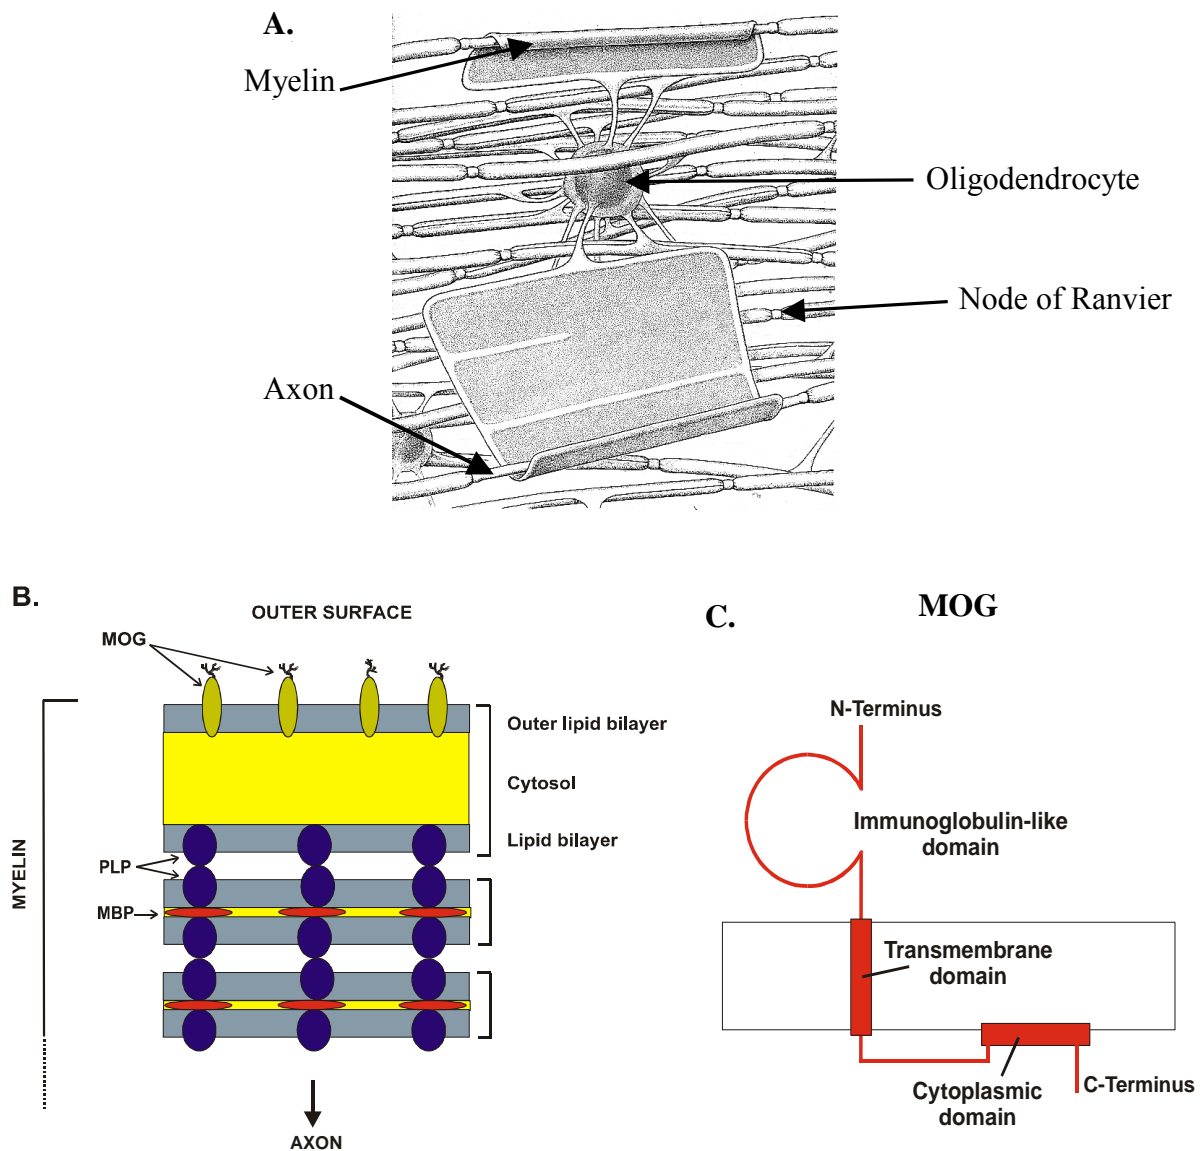 A.
Myelin
Oligodendrocyte
Node of Ranvier
Axon
B.
OUTER SURFACE
MOG
Outer lipid bilayer
Cytosol
Lipid bilayer
PLP
MBP
MYELIN
AXON
C.
MOG
N-Terminus
Immunoglobulin-like
domain
Transmembrane
domain
Cytoplasmic
domain
C-Terminus